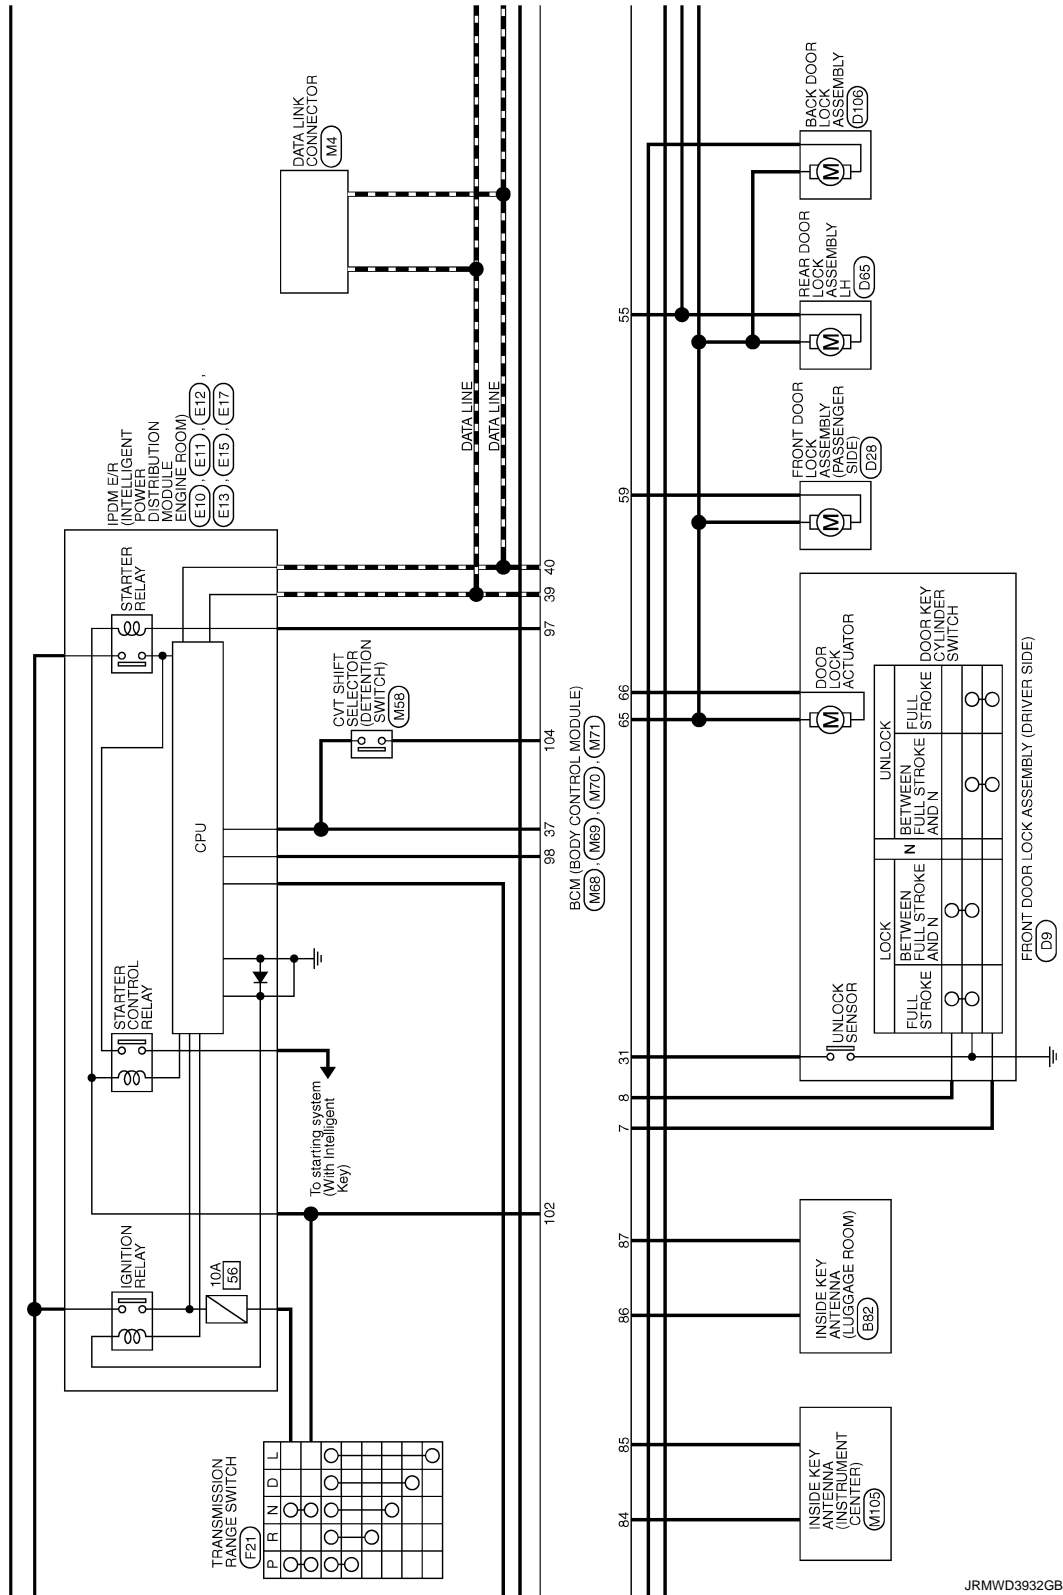 DATA LINK
CONNECTOR
M4
IPDM E/R
(INTELLIGENT
POWER
DISTRIBUTION
MODULE
ENGINE ROOM)
E10 , E11 , E12 ,
E13 , E15 , E17
STARTER
RELAY
CPU
STARTER
CONTROL
RELAY
IGNITION
RELAY
10A
56
To starting system
(With Intelligent
Key)
TRANSMISSION
RANGE SWITCH
F21
P R N D L
CVT SHIFT
SELECTOR
(DETENTION
SWITCH)
M58
DATA LINE
DATA LINE
102
98
37
104
97
39
40
BCM (BODY CONTROL MODULE)
M68 , M69 , M70 , M71
84
85
86
87
7
8
31
65
66
59
55
INSIDE KEY
ANTENNA
(INSTRUMENT
CENTER)
M105
INSIDE KEY
ANTENNA
(LUGGAGE ROOM)
B82
UNLOCK
SENSOR
LOCK
N
UNLOCK
FULL
STROKE
BETWEEN
FULL STROKE
AND N
BETWEEN
FULL STROKE
AND N
FULL
STROKE
DOOR KEY
CYLINDER
SWITCH
M
DOOR
LOCK
ACTUATOR
FRONT DOOR LOCK ASSEMBLY (DRIVER SIDE)
D9
M
FRONT DOOR
LOCK
ASSEMBLY
(PASSENGER
SIDE)
D28
M
REAR DOOR
LOCK
ASSEMBLY
LH
D65
M
BACK DOOR
LOCK
ASSEMBLY
D106
JRMWD3932GB